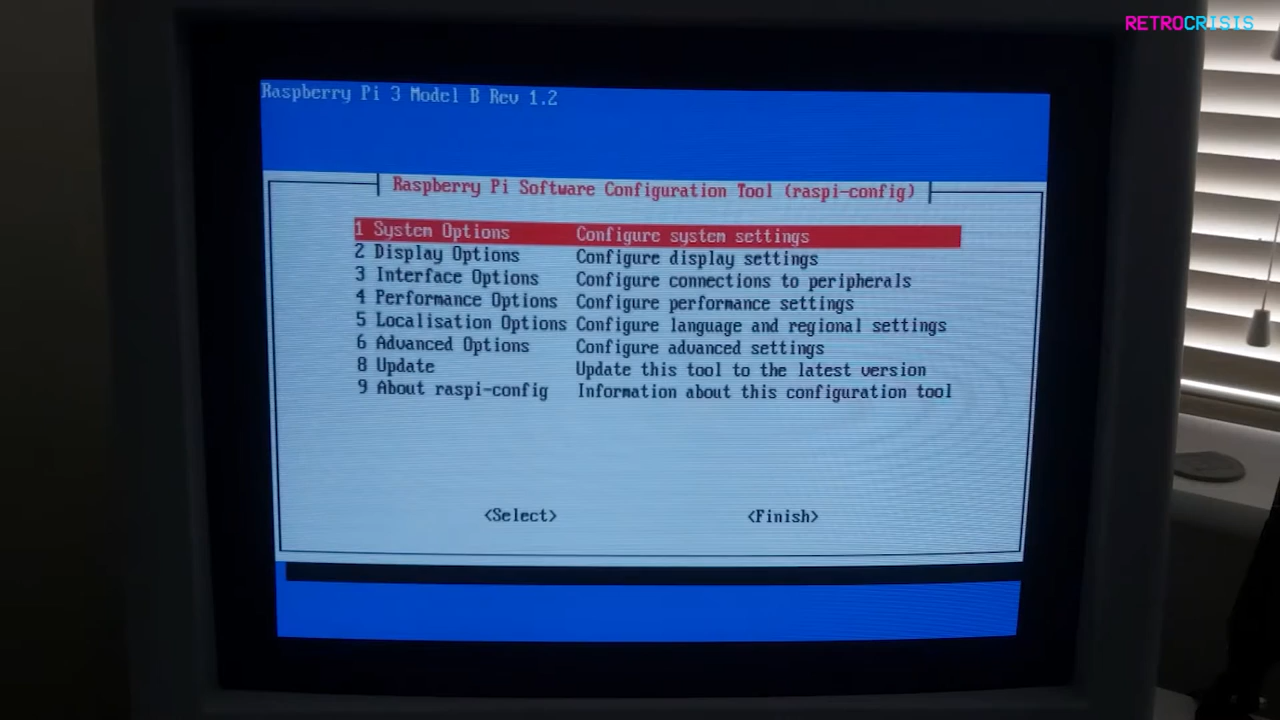 RETROCRISIS
Raspberry Pi 3 Model B Rev 1.2
Raspberry Pi Software Configuration Tool (raspi-config)
1 System Options Configure system settings
2 Display Options Configure display settings
3 Interface Options Configure connections to peripherals
4 Performance Options Configure performance settings
5 Localisation Options Configure language and regional settings
6 Advanced Options Configure advanced settings
8 Update Update this tool to the latest version
9 About raspi-config Information about this configuration tool
<Select> <Finish>